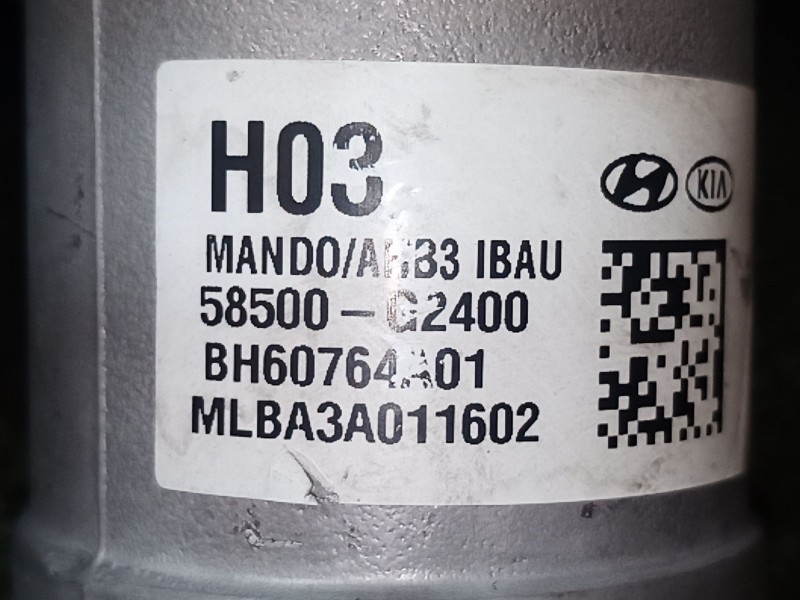 H03
KIA
MANDO/AHB3 IBAU
58500-G2400
BH60764A01
MLBA3A011602